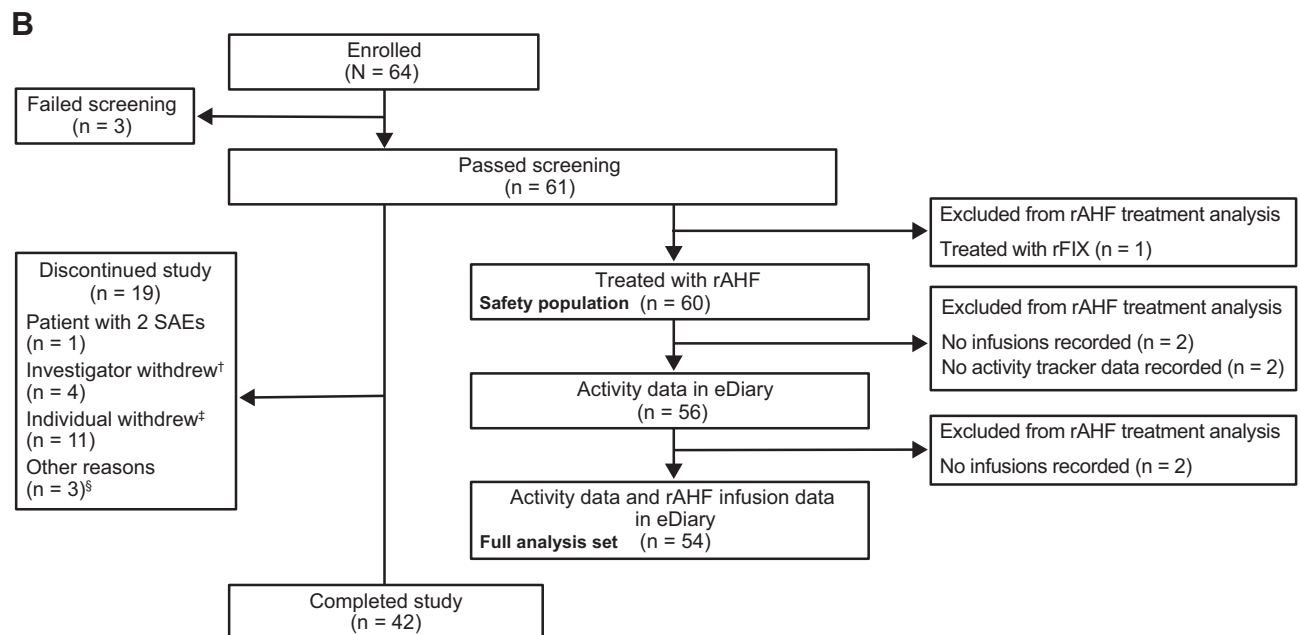 B
Enrolled
(N = 64)
Failed screening
(n = 3)
Passed screening
(n = 61)
Excluded from rAHF treatment analysis
Treated with rFIX (n = 1)
Discontinued study
(n = 19)
Patient with 2 SAEs
(n = 1)
Investigator withdrew†
(n = 4)
Individual withdrew‡
(n = 11)
Other reasons
(n = 3)§
Treated with rAHF
Safety population (n = 60)
Excluded from rAHF treatment analysis
No infusions recorded (n = 2)
No activity tracker data recorded (n = 2)
Activity data in eDiary
(n = 56)
Excluded from rAHF treatment analysis
No infusions recorded (n = 2)
Activity data and rAHF infusion data
in eDiary
Full analysis set (n = 54)
Completed study
(n = 42)